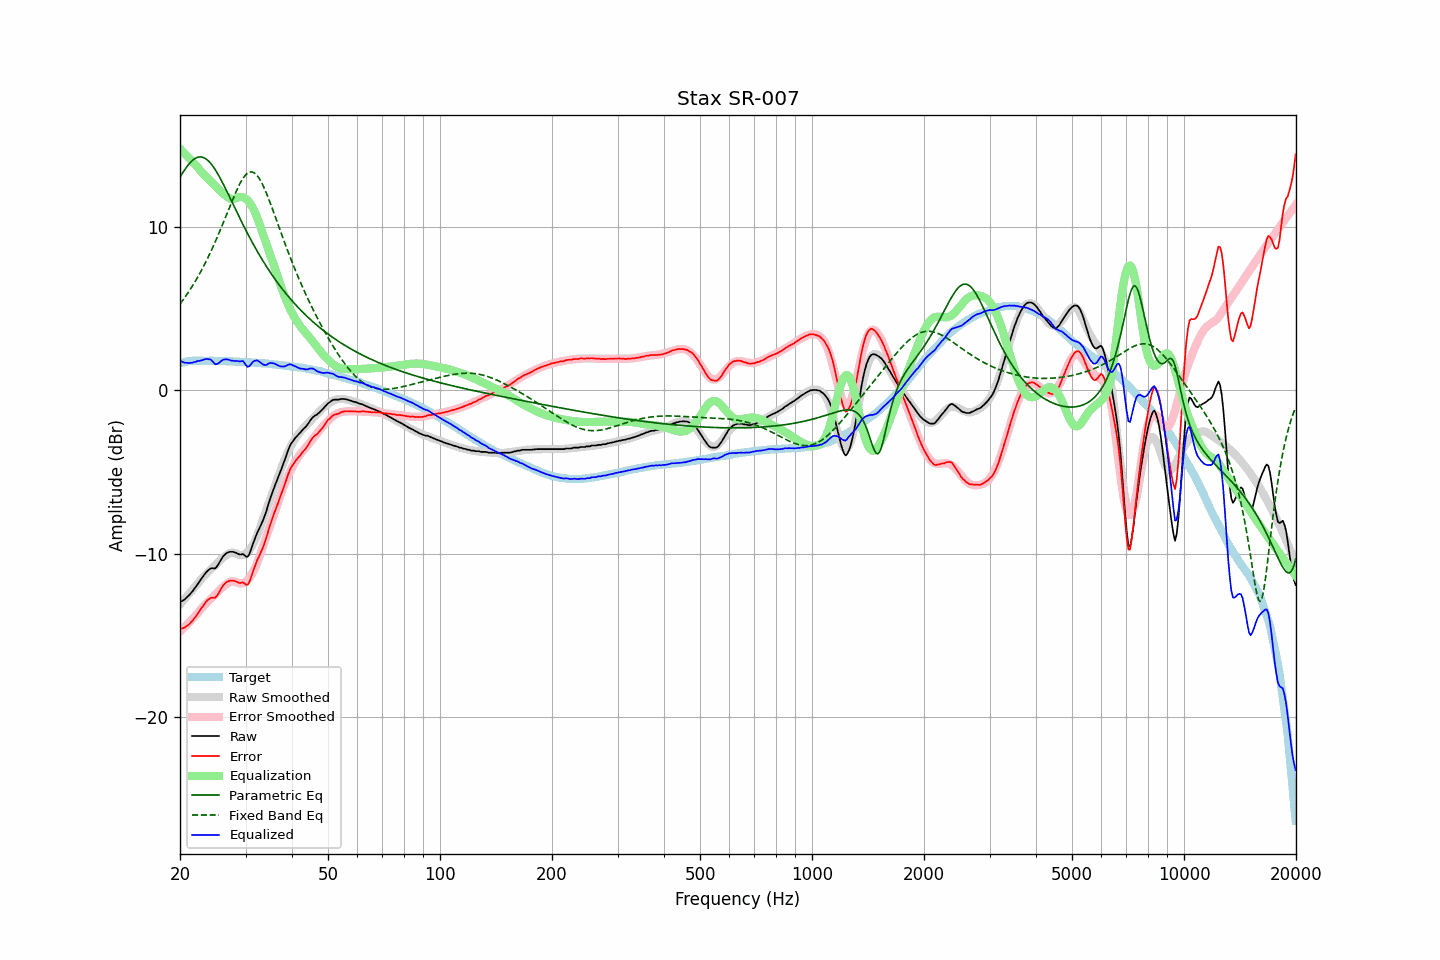 Stax SR-007
Amplitude (dBr)
10
0
−10
−20
Target
Raw Smoothed
Error Smoothed
Raw
Error
Equalization
Parametric Eq
Fixed Band Eq
Equalized
20 50 100 200 500 1000 2000 5000 10000 20000
Frequency (Hz)